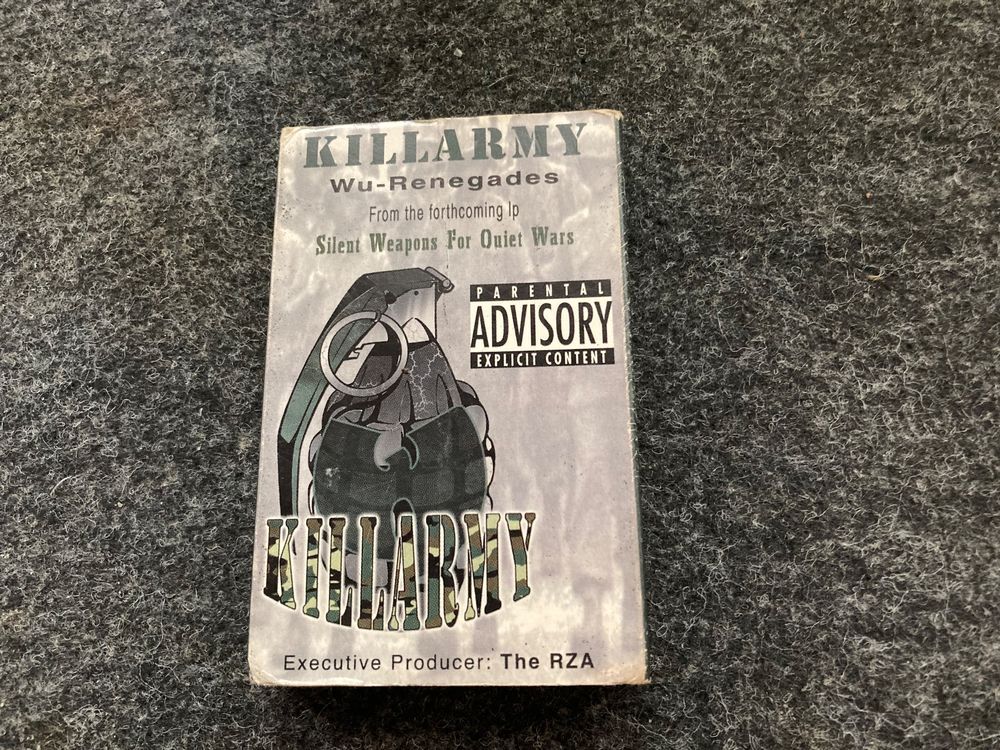 KILLARMY
Wu-Renegades
From the forthcoming lp
Silent Weapons For Quiet Wars
PARENTAL
ADVISORY
EXPLICIT CONTENT
KILLARMY
Executive Producer: The RZA